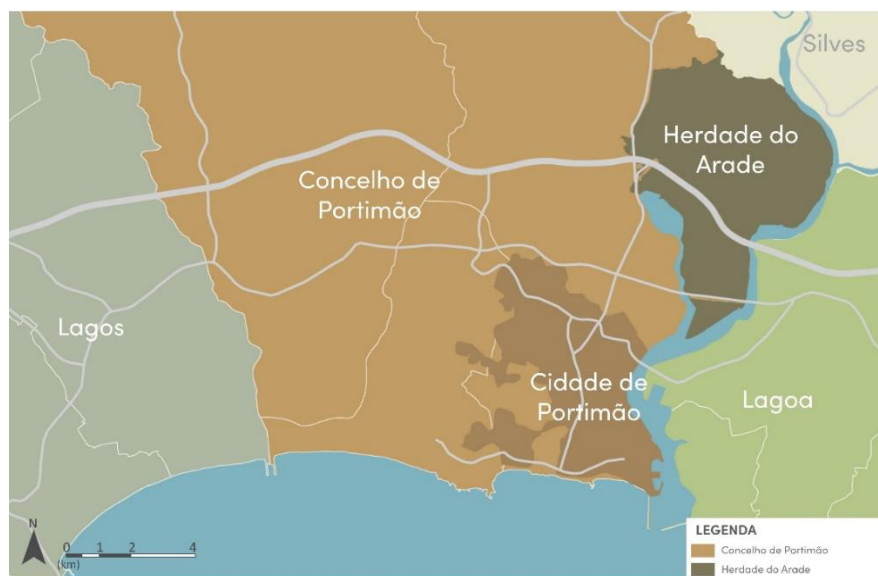 Silves
Herdade do
Arade
Concelho de
Portimão
Lagos
Cidade de
Portimão
Lagoa
N
0 1 2 4
(km)
LEGENDA
Concelho de Portimão
Herdade do Arade